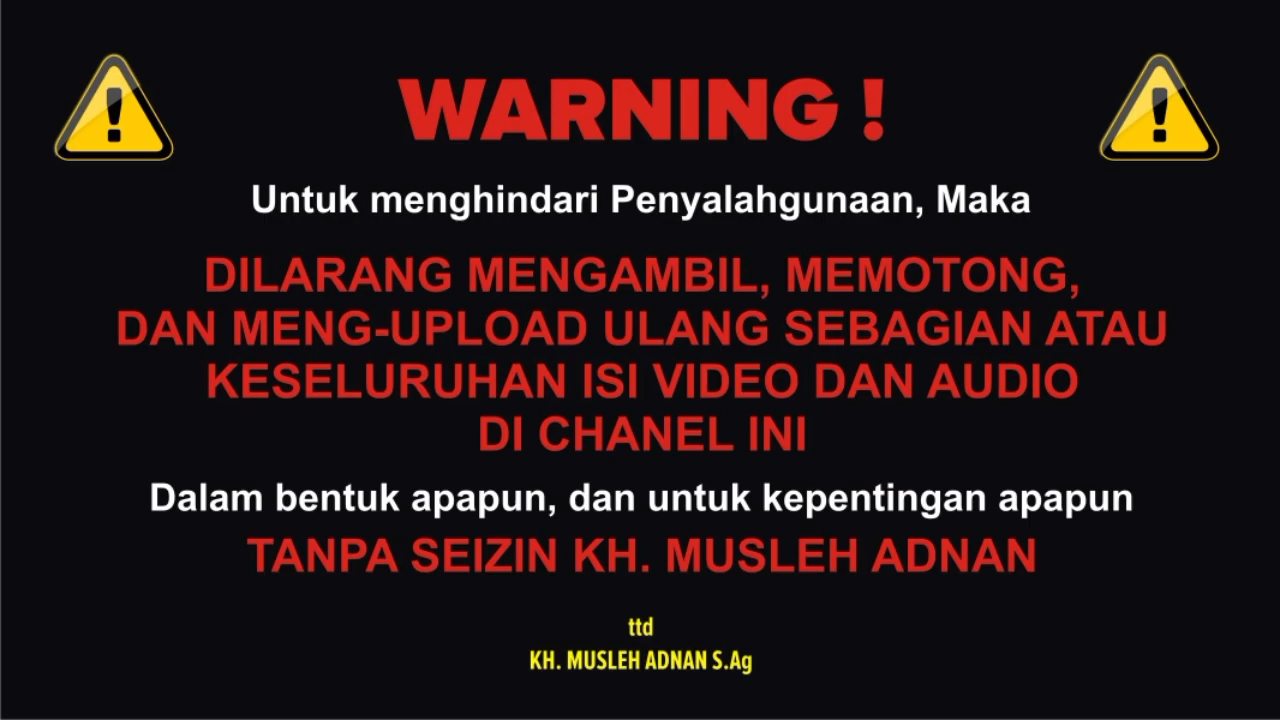 WARNING !
Untuk menghindari Penyalahgunaan, Maka
DILARANG MENGAMBIL, MEMOTONG,
DAN MENG-UPLOAD ULANG SEBAGIAN ATAU
KESELURUHAN ISI VIDEO DAN AUDIO
DI CHANEL INI
Dalam bentuk apapun, dan untuk kepentingan apapun
TANPA SEIZIN KH. MUSLEH ADNAN
ttd
KH. MUSLEH ADNAN S.Ag